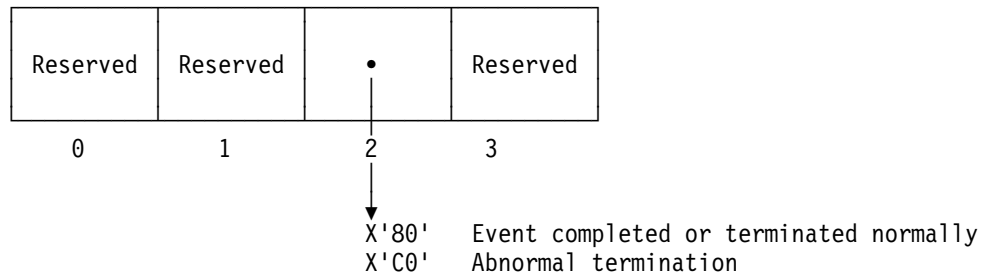 Reserved Reserved • Reserved
0 1 2 3
X'80' Event completed or terminated normally
X'C0' Abnormal termination